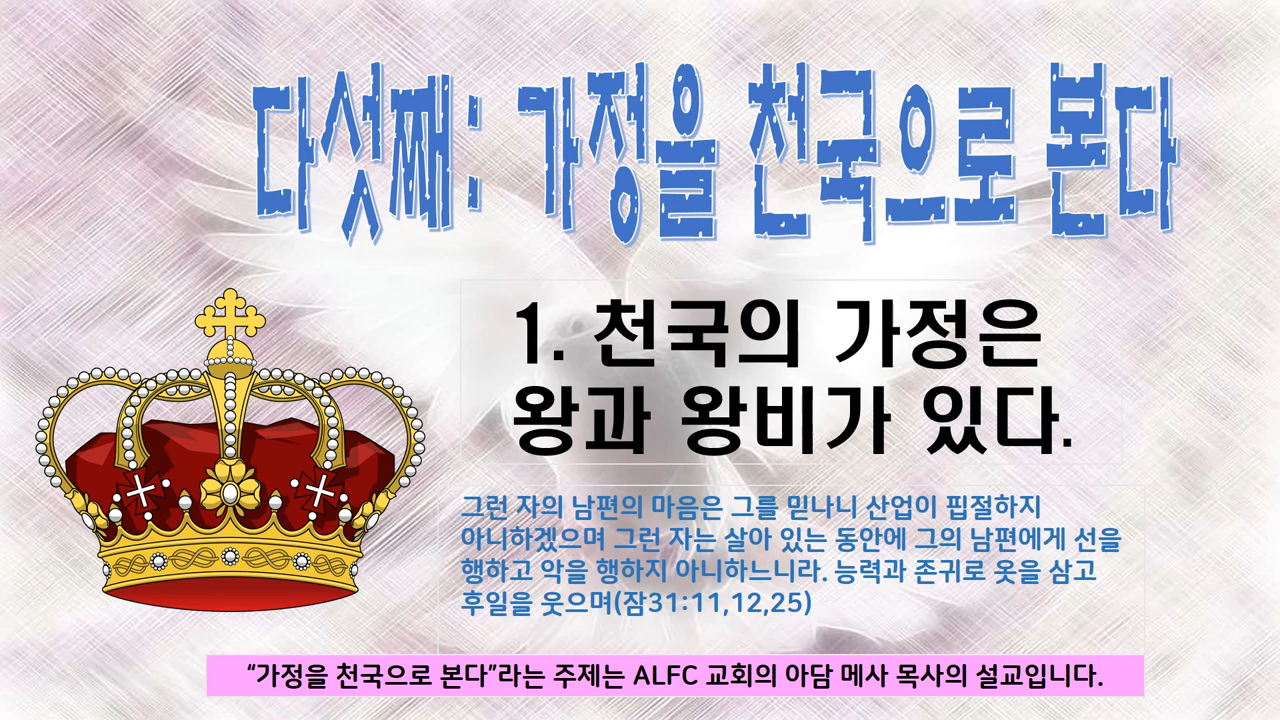 다섯째: 가정을 천국으로 본다
1. 천국의 가정은
왕과 왕비가 있다.
그런 자의 남편의 마음은 그를 믿나니 산업이 핍절하지
아니하겠으며 그런 자는 살아 있는 동안에 그의 남편에게 선을
행하고 악을 행하지 아니하느니라. 능력과 존귀로 옷을 삼고
후일을 웃으며(잠31:11,12,25)
“가정을 천국으로 본다”라는 주제는 ALFC 교회의 아담 메사 목사의 설교입니다.